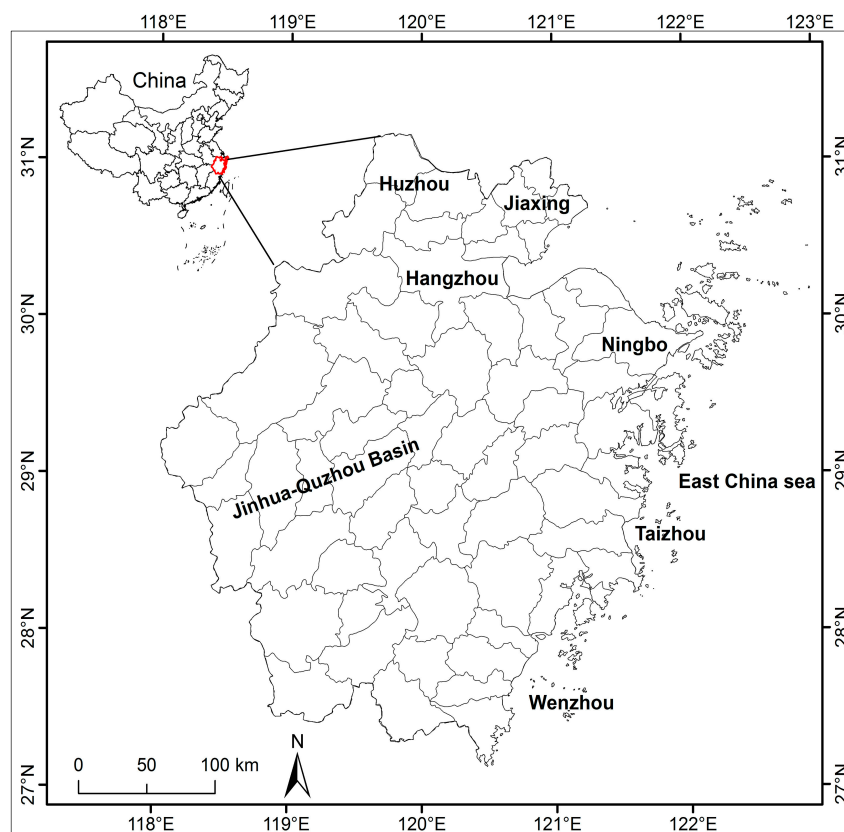 118°E 119°E 120°E 121°E 122°E 123°E
China
31°N 31°N
Huzhou
Jiaxing
Hangzhou
30°N 30°N
Ningbo
29°N 29°N
Jinhua-Quzhou Basin
East China sea
Taizhou
28°N 28°N
Wenzhou
N
0 50 100 km
27°N 27°N
118°E 119°E 120°E 121°E 122°E